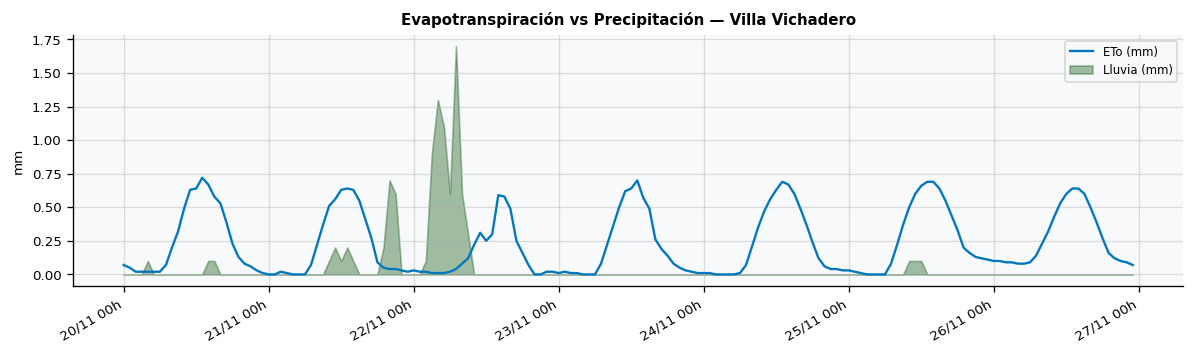 Evapotranspiración vs Precipitación — Villa Vichadero
1.75
1.50
1.25
1.00
0.75
0.50
0.25
0.00
mm
ETo (mm)
Lluvia (mm)
20/11 00h
21/11 00h
22/11 00h
23/11 00h
24/11 00h
25/11 00h
26/11 00h
27/11 00h